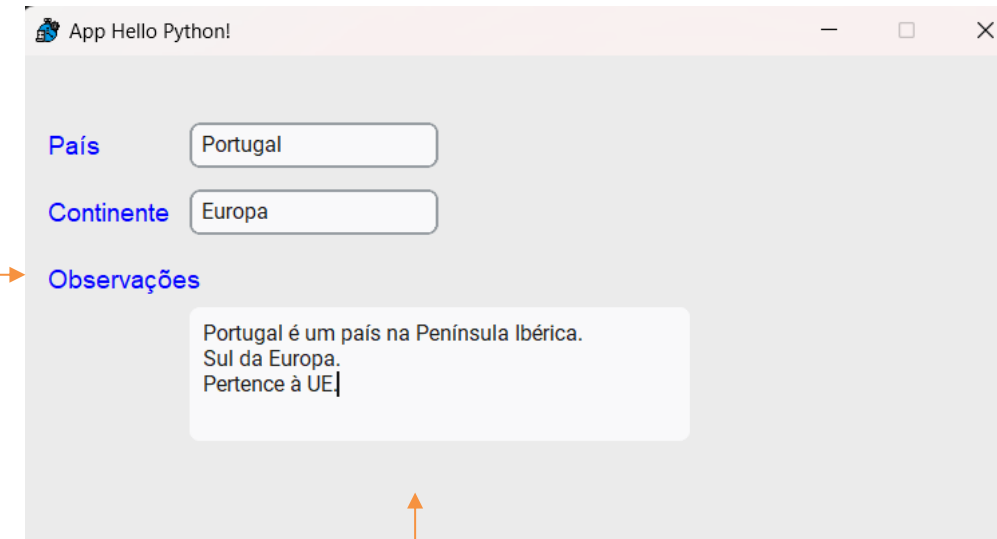 App Hello Python!
País Portugal
Continente Europa
Observações
Portugal é um país na Península Ibérica.
Sul da Europa.
Pertence à UE.